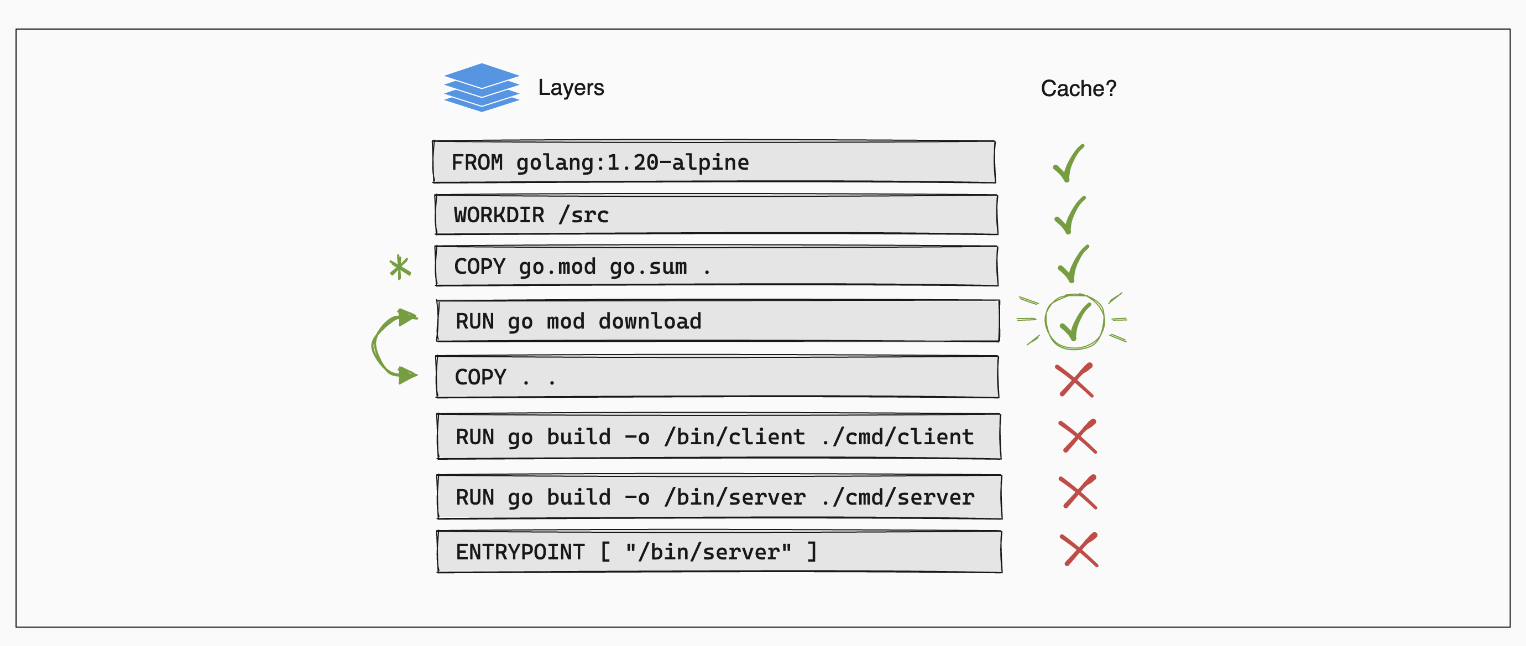 Layers
Cache?
FROM golang:1.20-alpine
WORKDIR /src
COPY go.mod go.sum .
RUN go mod download
COPY . .
RUN go build -o /bin/client ./cmd/client
RUN go build -o /bin/server ./cmd/server
ENTRYPOINT [ "/bin/server" ]